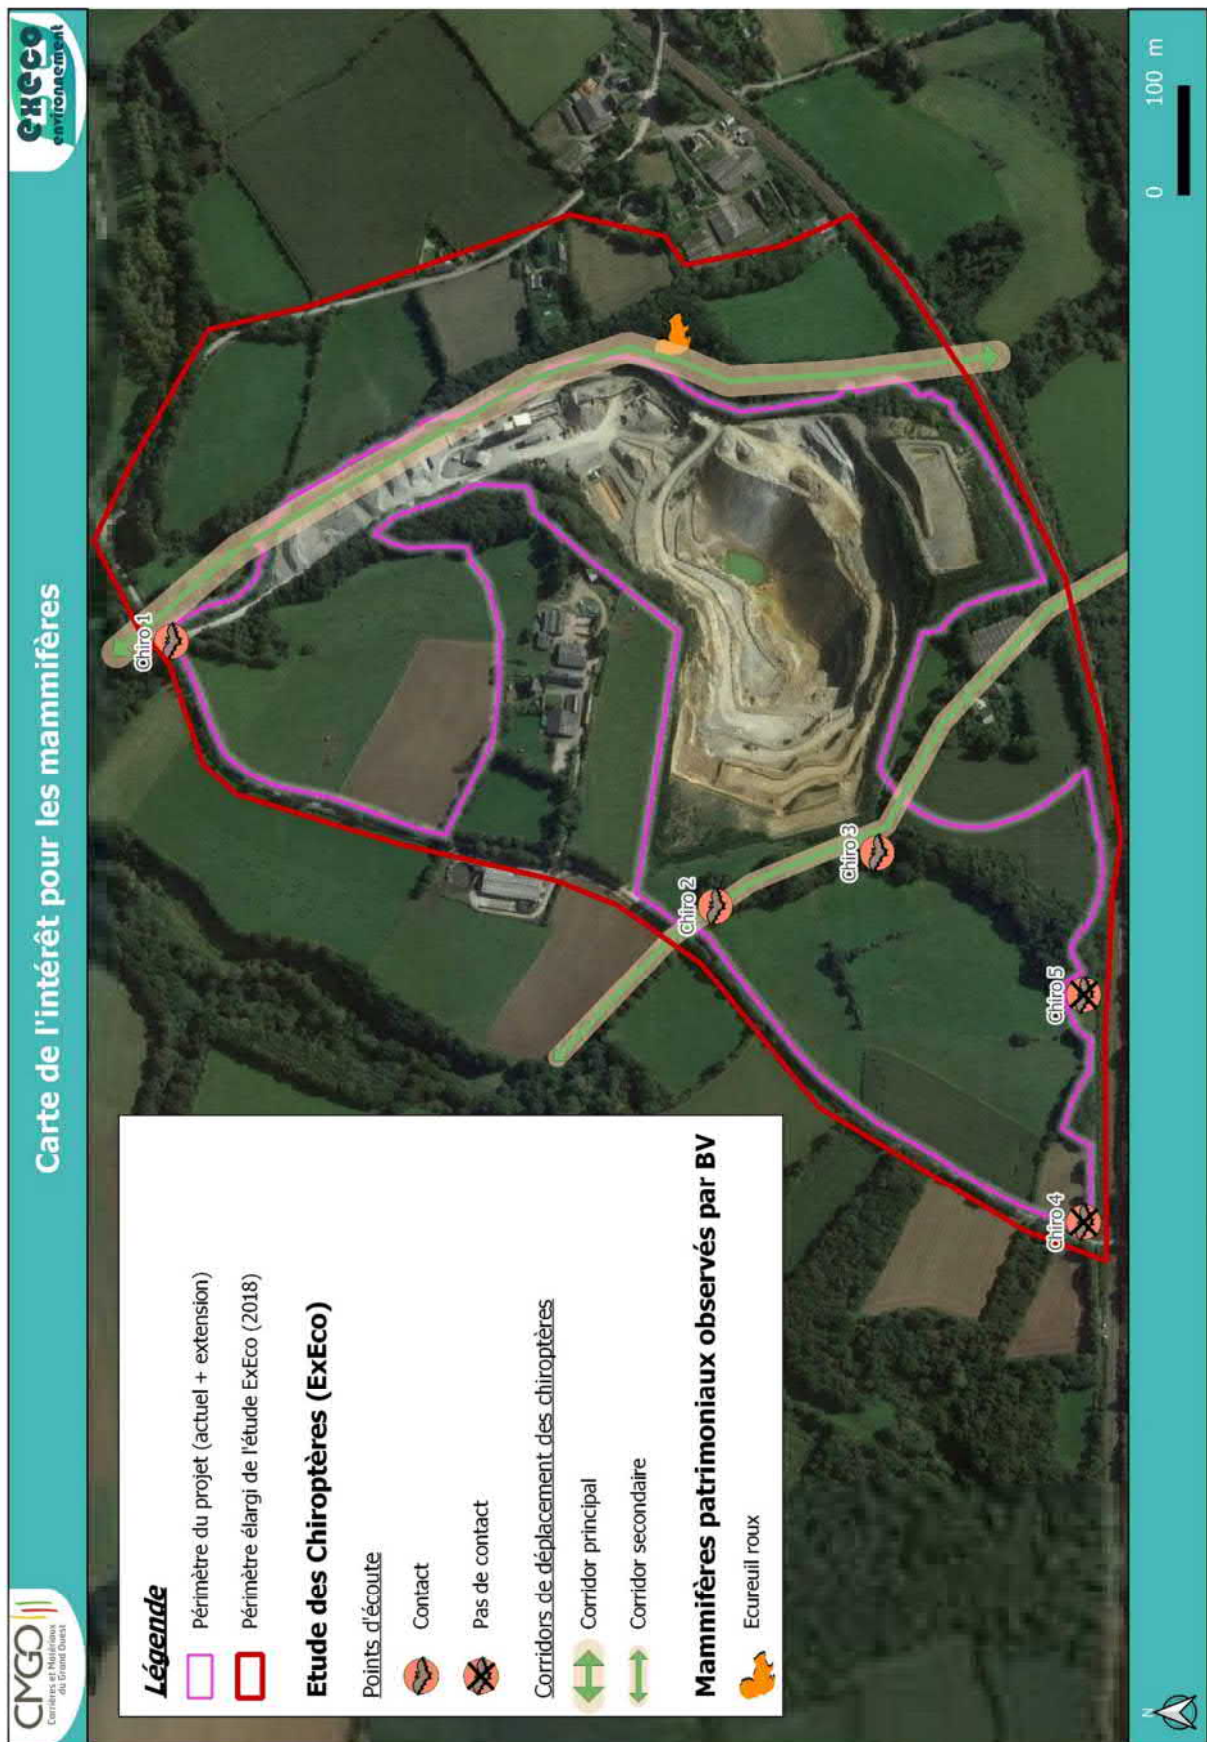 CMGO
Carrières et Matériaux
du Grand Ouest
Carte de l'intérêt pour les mammifères
execo
environnement
Légende
Périmètre du projet (actuel + extension)
Périmètre élargi de l'étude ExEco (2018)
Etude des Chiroptères (ExEco)
Points d'écoute
Contact
Pas de contact
Corridors de déplacement des chiroptères
Corridor principal
Corridor secondaire
Mammifères patrimoniaux observés par BV
Ecureuil roux
Chiro 1
Chiro 2
Chiro 3
Chiro 4
Chiro 5
N
0 100 m